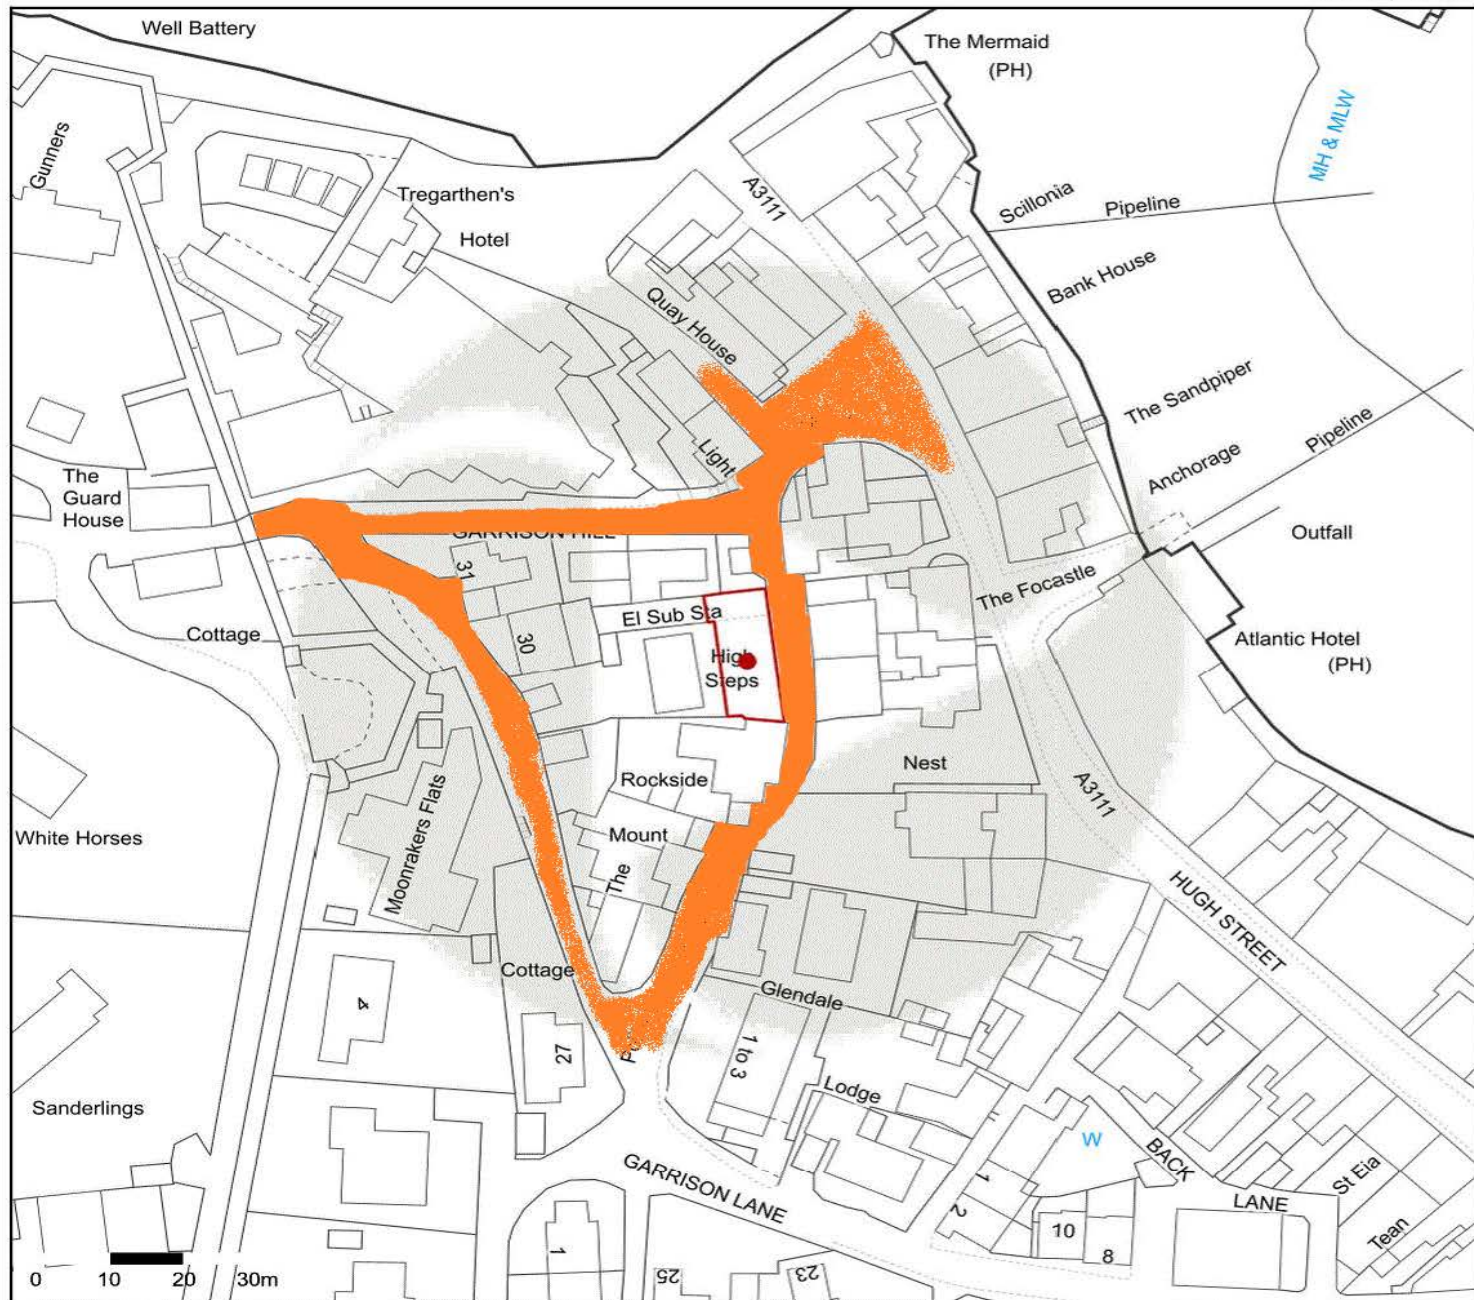 Well Battery
The Mermaid
(PH)
MH & MLW
Gunners
Tregarthen's
Hotel
A3111
Scillonia
Pipeline
Bank House
Quay House
The Sandpiper
Pipeline
Anchorage
Light
The
Guard
House
Outfall
GARRISON HILL
31
The Focastle
El Sub Sta
30
Cottage
Atlantic Hotel
(PH)
High
Steps
Nest
Rockside
A3111
White Horses
Mount
Moonrakers Flats
The
HUGH STREET
Cottage
Glendale
4
27
1 to 3
Lodge
Sanderlings
W
BACK
LANE
GARRISON LANE
St Eia
1
2
10
8
Tean
1
25
23
0 10 20 30m